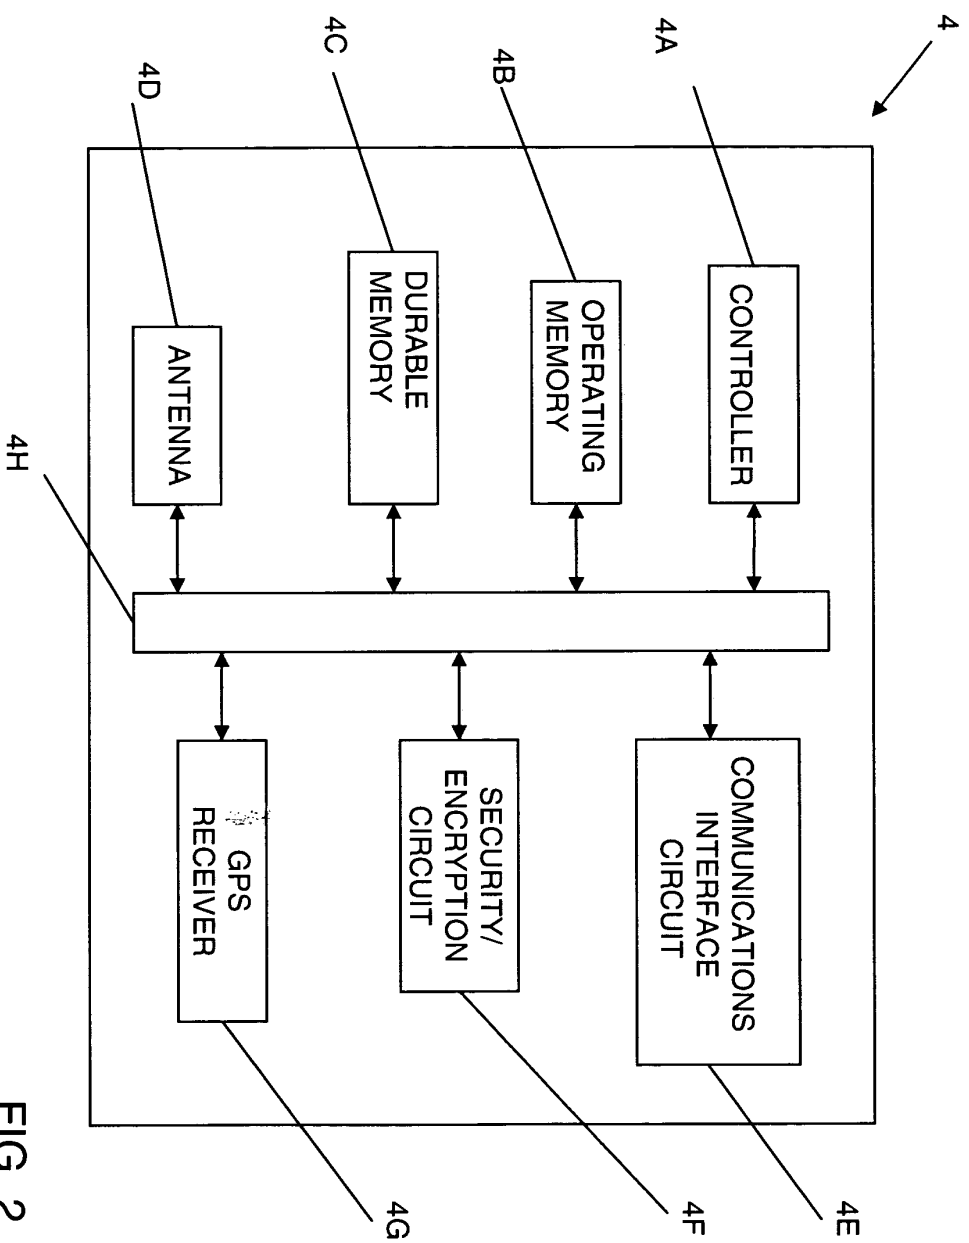 4
4A
CONTROLLER
4B
OPERATING
MEMORY
4C
DURABLE
MEMORY
4D
ANTENNA
4H
COMMUNICATIONS
INTERFACE
CIRCUIT
4E
SECURITY/
ENCRYPTION
CIRCUIT
4F
GPS
RECEIVER
4G
FIG 2